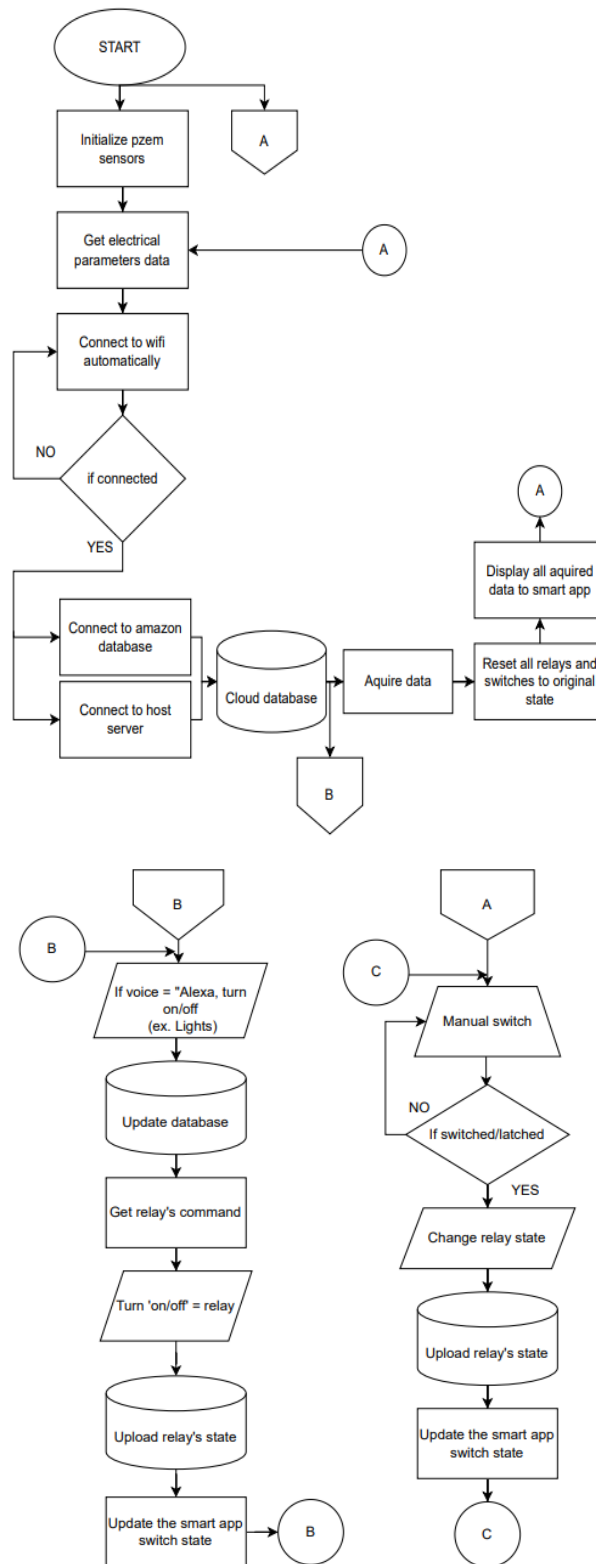 START
A
Initialize pzem
sensors
Get electrical
parameters data
A
Connect to wifi
automatically
NO
if connected
YES
A
Display all aquired
data to smart app
Connect to amazon
database
Connect to host
server
Cloud database
Aquire data
Reset all relays and
switches to original
state
B
B
B
If voice = "Alexa, turn
on/off
(ex. Lights)
Update database
Get relay's command
Turn 'on/off' = relay
Upload relay's state
Update the smart app
switch state
B
A
C
Manual switch
NO
If switched/latched
YES
Change relay state
Upload relay's state
Update the smart app
switch state
C